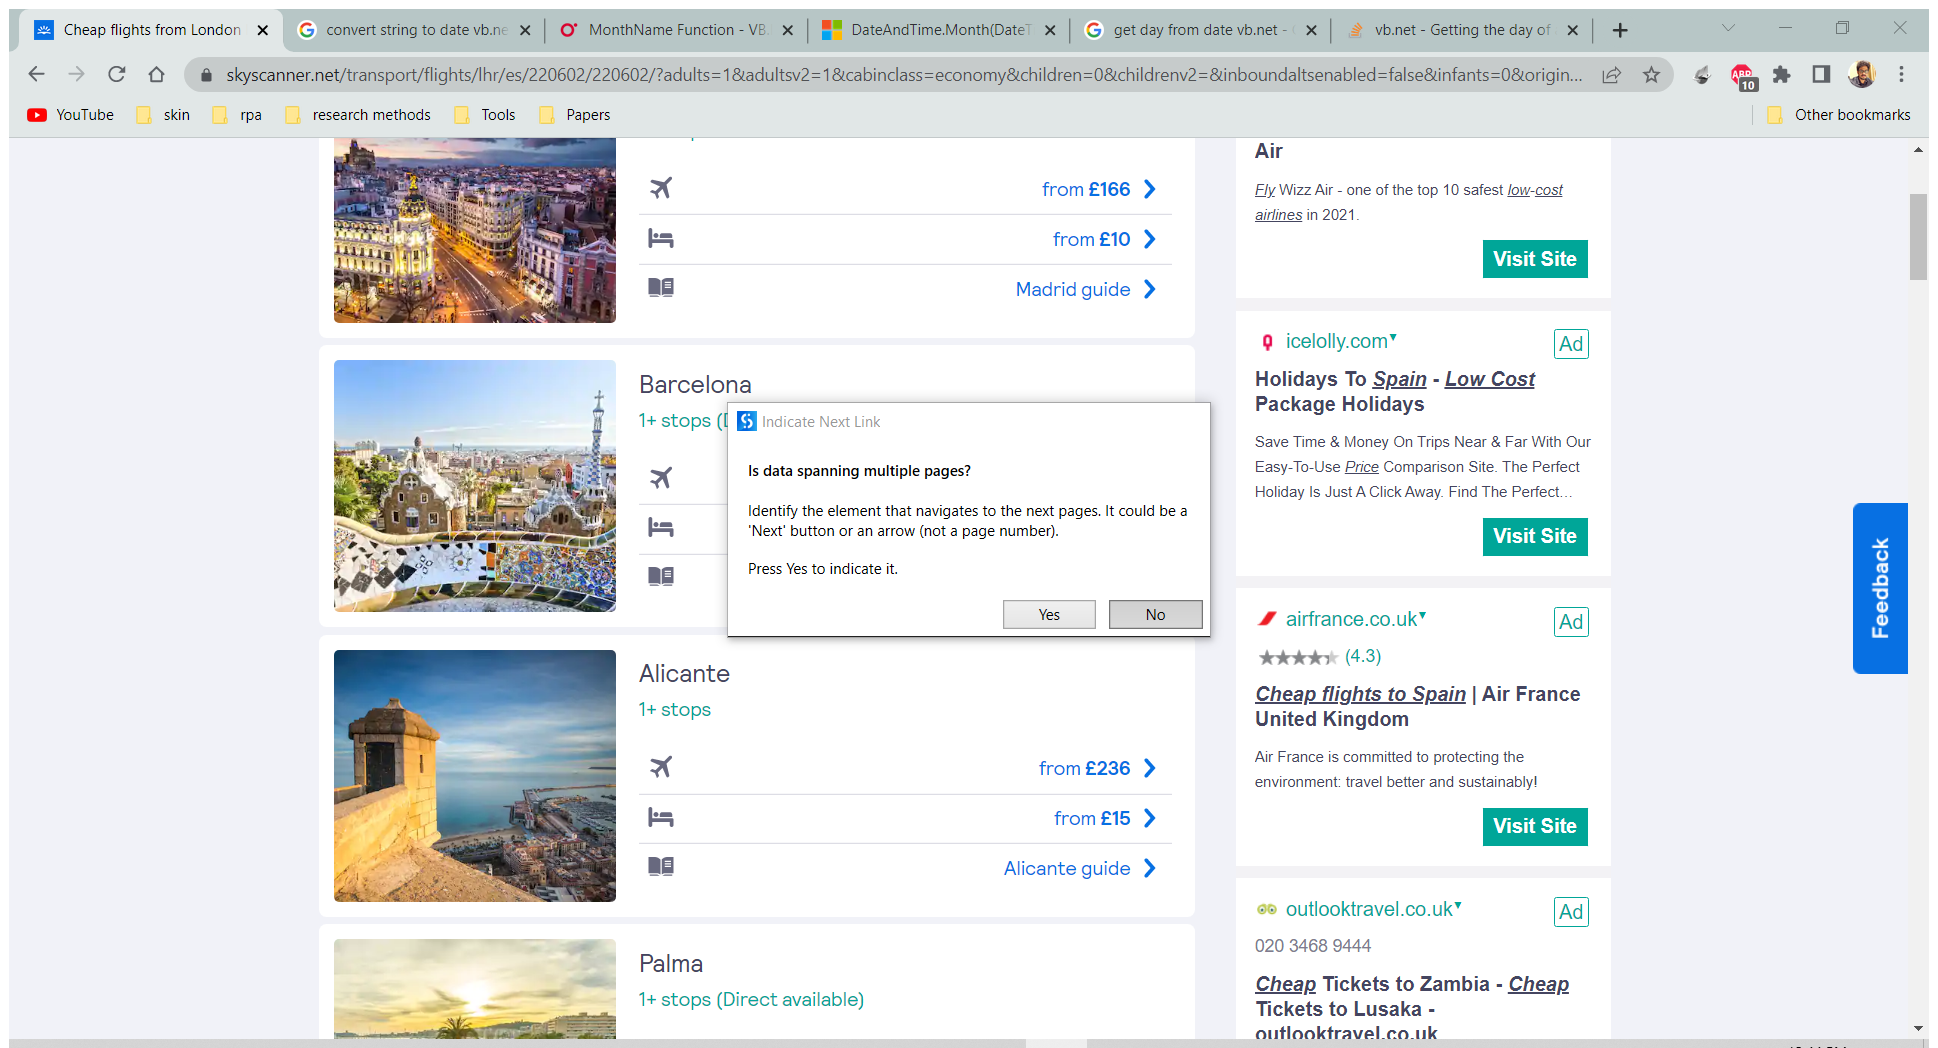 Cheap flights from London
convert string to date vb.ne
MonthName Function - VB.
DateAndTime.Month(DateT
get day from date vb.net -
vb.net - Getting the day of
skyscanner.net/transport/flights/lhr/es/220602/220602/?adults=1&adultsv2=1&cabinclass=economy&children=0&childrenv2=&inboundaltsenabled=false&infants=0&origin...
ABP
10
YouTube
skin
rpa
research methods
Tools
Papers
Other bookmarks
from £166
from £10
Madrid guide
Barcelona
1+ stops (D
Indicate Next Link
Is data spanning multiple pages?
Identify the element that navigates to the next pages. It could be a
'Next' button or an arrow (not a page number).
Press Yes to indicate it.
Yes
No
Alicante
1+ stops
from £236
from £15
Alicante guide
Palma
1+ stops (Direct available)
Air
Fly Wizz Air - one of the top 10 safest low-cost
airlines in 2021.
Visit Site
icelolly.com
Ad
Holidays To Spain - Low Cost
Package Holidays
Save Time & Money On Trips Near & Far With Our
Easy-To-Use Price Comparison Site. The Perfect
Holiday Is Just A Click Away. Find The Perfect...
Visit Site
airfrance.co.uk
Ad
(4.3)
Cheap flights to Spain | Air France
United Kingdom
Air France is committed to protecting the
environment: travel better and sustainably!
Visit Site
outlooktravel.co.uk
Ad
020 3468 9444
Cheap Tickets to Zambia - Cheap
Tickets to Lusaka -
outlooktravel.co.uk
Feedback